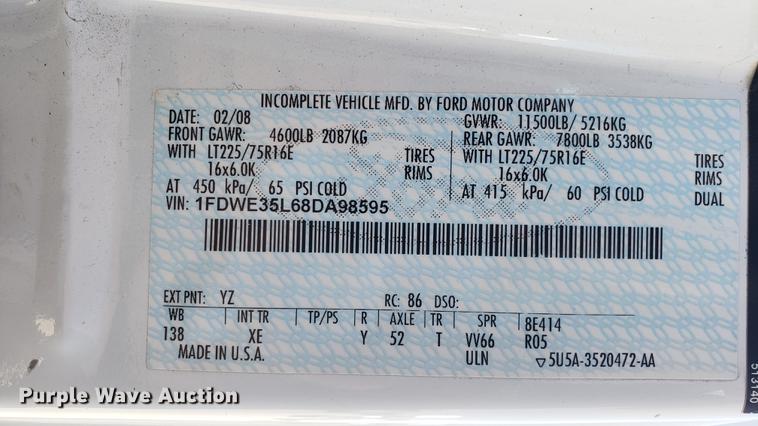 INCOMPLETE VEHICLE MFD. BY FORD MOTOR COMPANY
DATE: 02/08 GVWR: 11500LB/ 5216KG
FRONT GAWR: 4600LB 2087KG REAR GAWR: 7800LB 3538KG
WITH LT225/75R16E TIRES WITH LT225/75R16E TIRES
16x6.0K RIMS 16x6.0K RIMS
AT 450 kPa/ 65 PSI COLD AT 415 kPa/ 60 PSI COLD DUAL
VIN: 1FDWE35L68DA98595
EXT PNT: YZ RC: 86 DSO:
WB INT TR TP/PS R AXLE TR SPR 8E414
138 XE Y 52 T VV66 R05
MADE IN U.S.A. ULN ▽5U5A-3520472-AA
513140
Purple Wave Auction